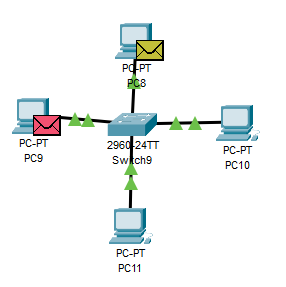 PC-PT
PC8
PC-PT
PC9
2960-24TT
Switch9
PC-PT
PC10
PC-PT
PC11